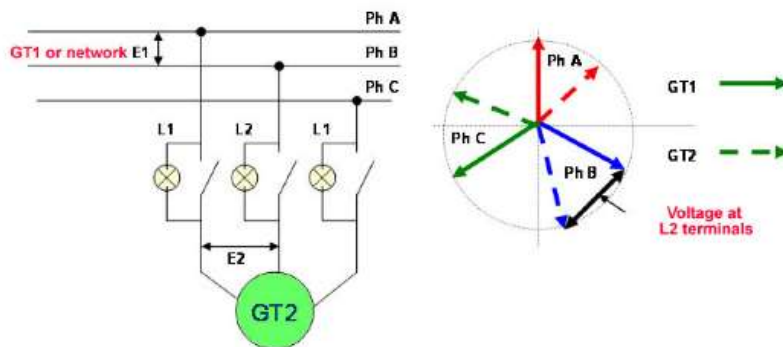 Ph A
GT1 or network E1
Ph B
Ph C
L1 L2 L1
E2
GT2
Ph A
Ph C
Ph B
GT1
GT2
Voltage at
L2 terminals